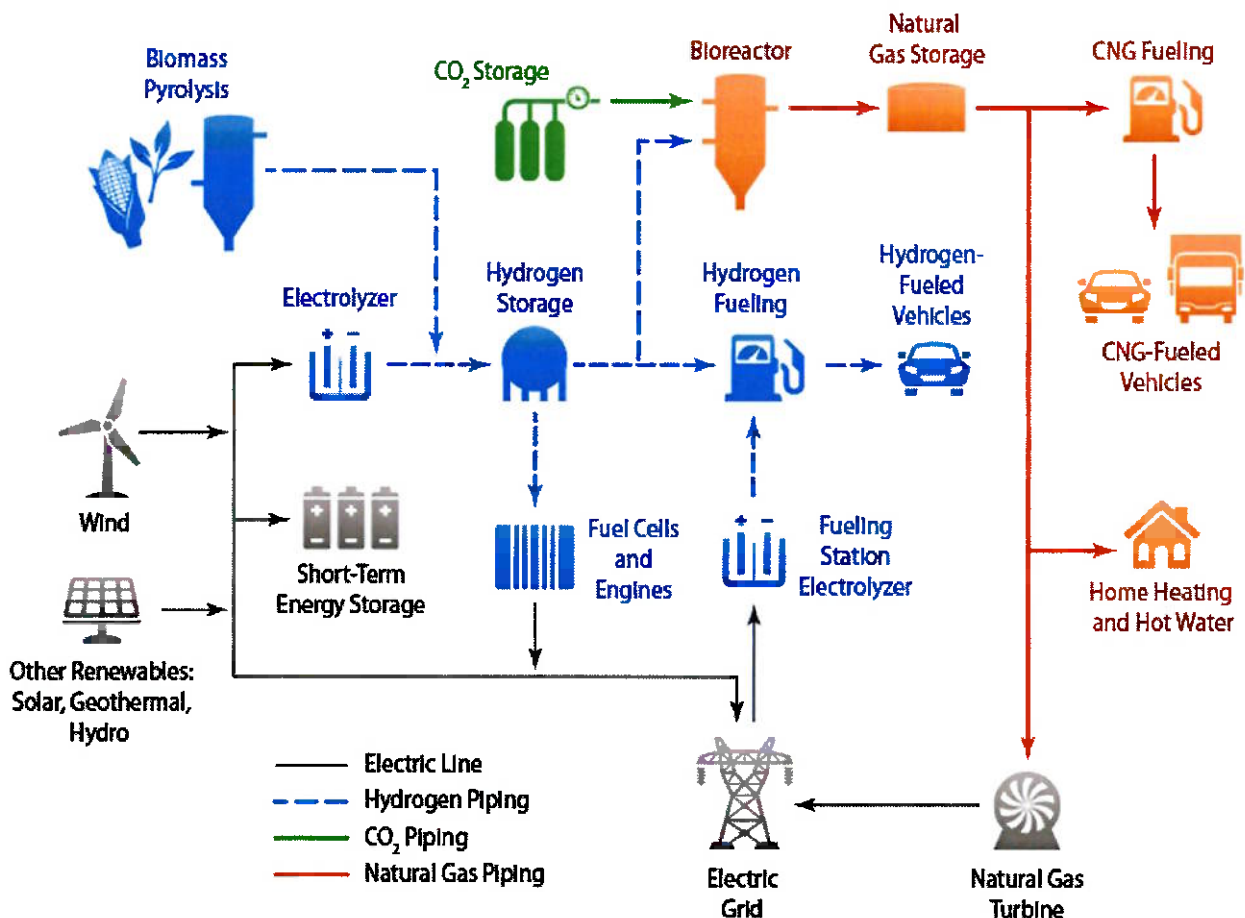 Biomass
Pyrolysis
CO₂ Storage
Bioreactor
Natural
Gas Storage
CNG Fueling
Electrolyzer
+ −
Hydrogen
Storage
Hydrogen
Fueling
Hydrogen-
Fueled
Vehicles
CNG-Fueled
Vehicles
Wind
Short-Term
Energy Storage
Fuel Cells
and
Engines
+ −
Fueling
Station
Electrolyzer
Home Heating
and Hot Water
Other Renewables:
Solar, Geothermal,
Hydro
Electric Line
Hydrogen Piping
CO₂ Piping
Natural Gas Piping
Electric
Grid
Natural Gas
Turbine